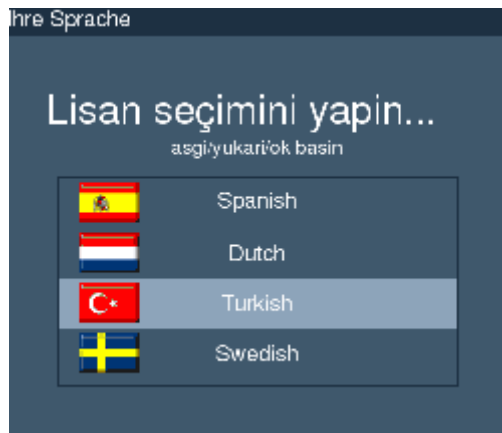 Ihre Sprache
Lisan seçimini yapin...
asgi/yukari/ok basin
Spanish
Dutch
Turkish
Swedish